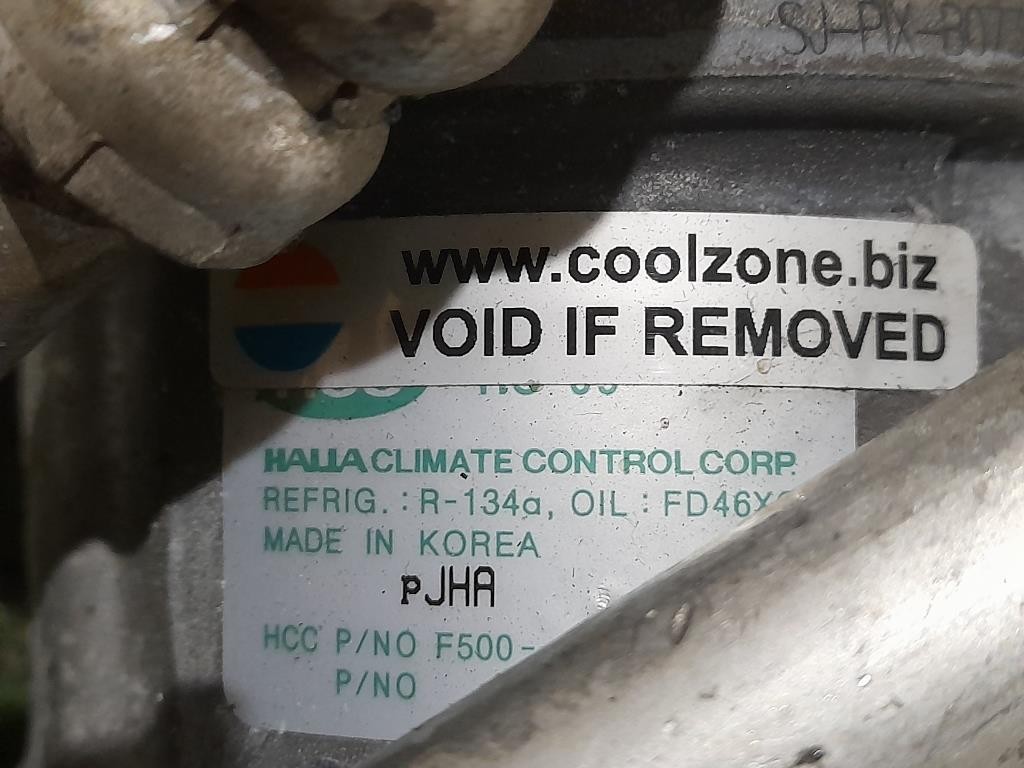 www.coolzone.biz
VOID IF REMOVED
HALLA CLIMATE CONTROL CORP.
REFRIG. : R-134a, OIL : FD46X
MADE IN KOREA
PJHA
HCC P/NO F500-
P/NO